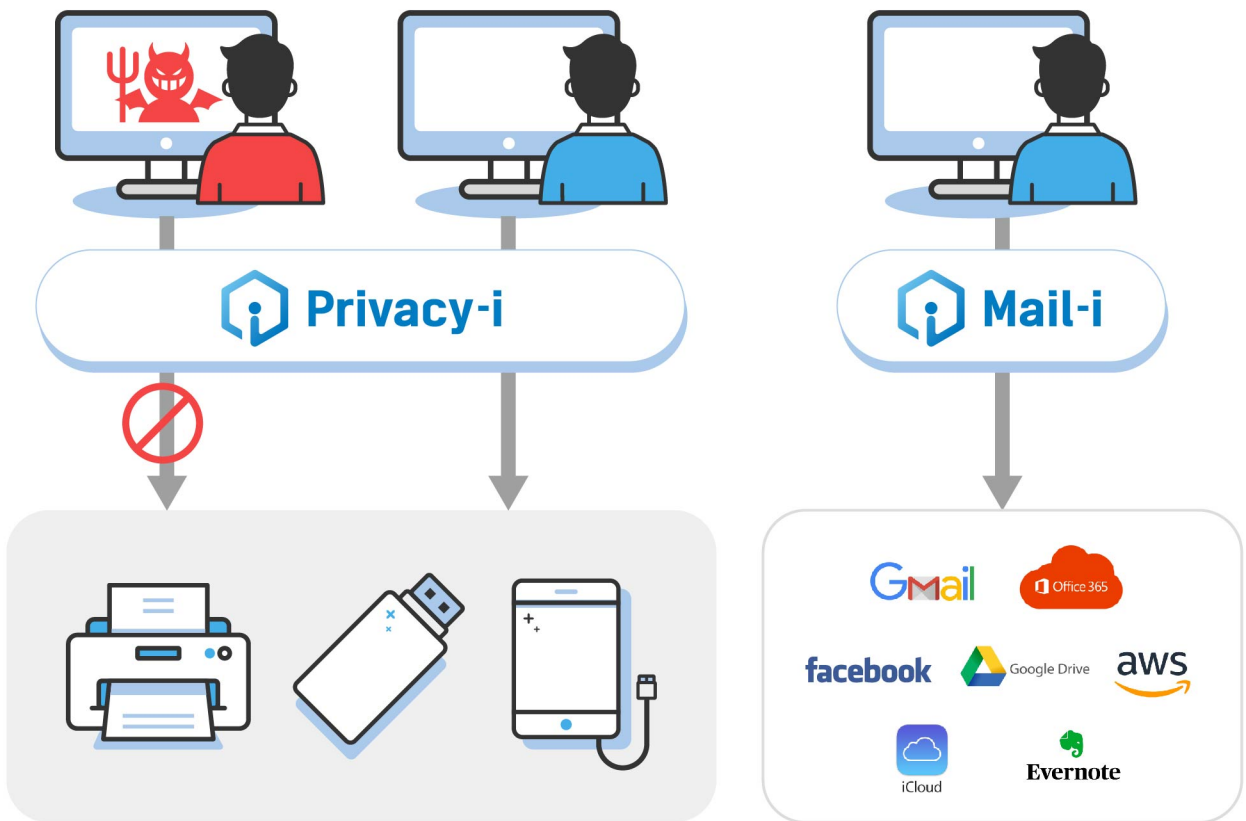 Privacy-i
Mail-i
Gmail
Office 365
facebook
Google Drive
aws
iCloud
Evernote